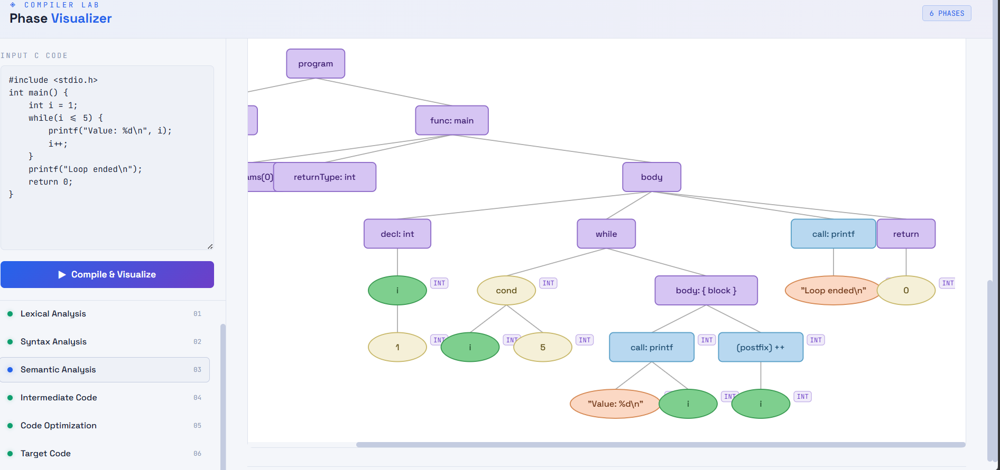 ◈ COMPILER LAB
Phase Visualizer
6 PHASES
INPUT C CODE
#include <stdio.h>
int main() {
    int i = 1;
    while(i <= 5) {
        printf("Value: %d\n", i);
        i++;
    }
    printf("Loop ended\n");
    return 0;
}
▶ Compile & Visualize
Lexical Analysis 01
Syntax Analysis 02
Semantic Analysis 03
Intermediate Code 04
Code Optimization 05
Target Code 06
program
func: main
ams(0) returnType: int body
decl: int while call: printf return
i INT cond INT body: { block } "Loop ended\n" 0 INT
1 INT i INT 5 INT call: printf INT (postfix) ++ INT
"Value: %d\n" i INT i INT